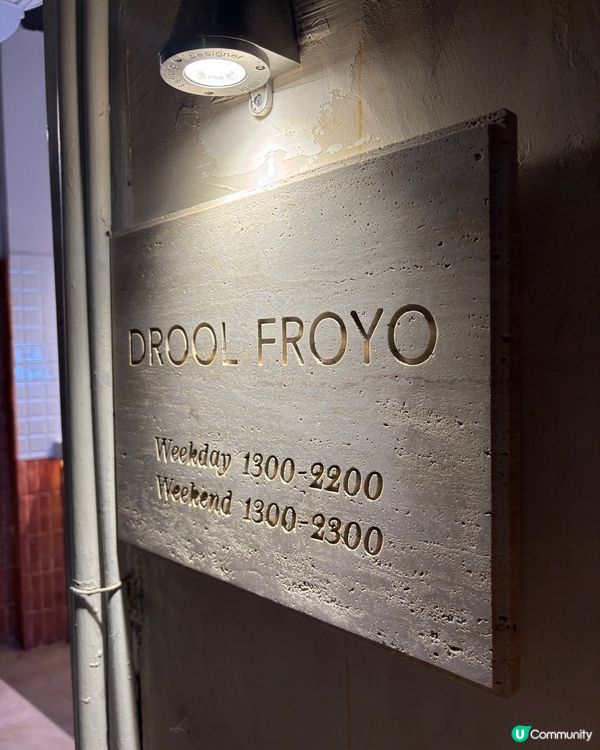 Designer
DROOL FROYO
Weekday 1300-2200
Weekend 1300-2300
U Community